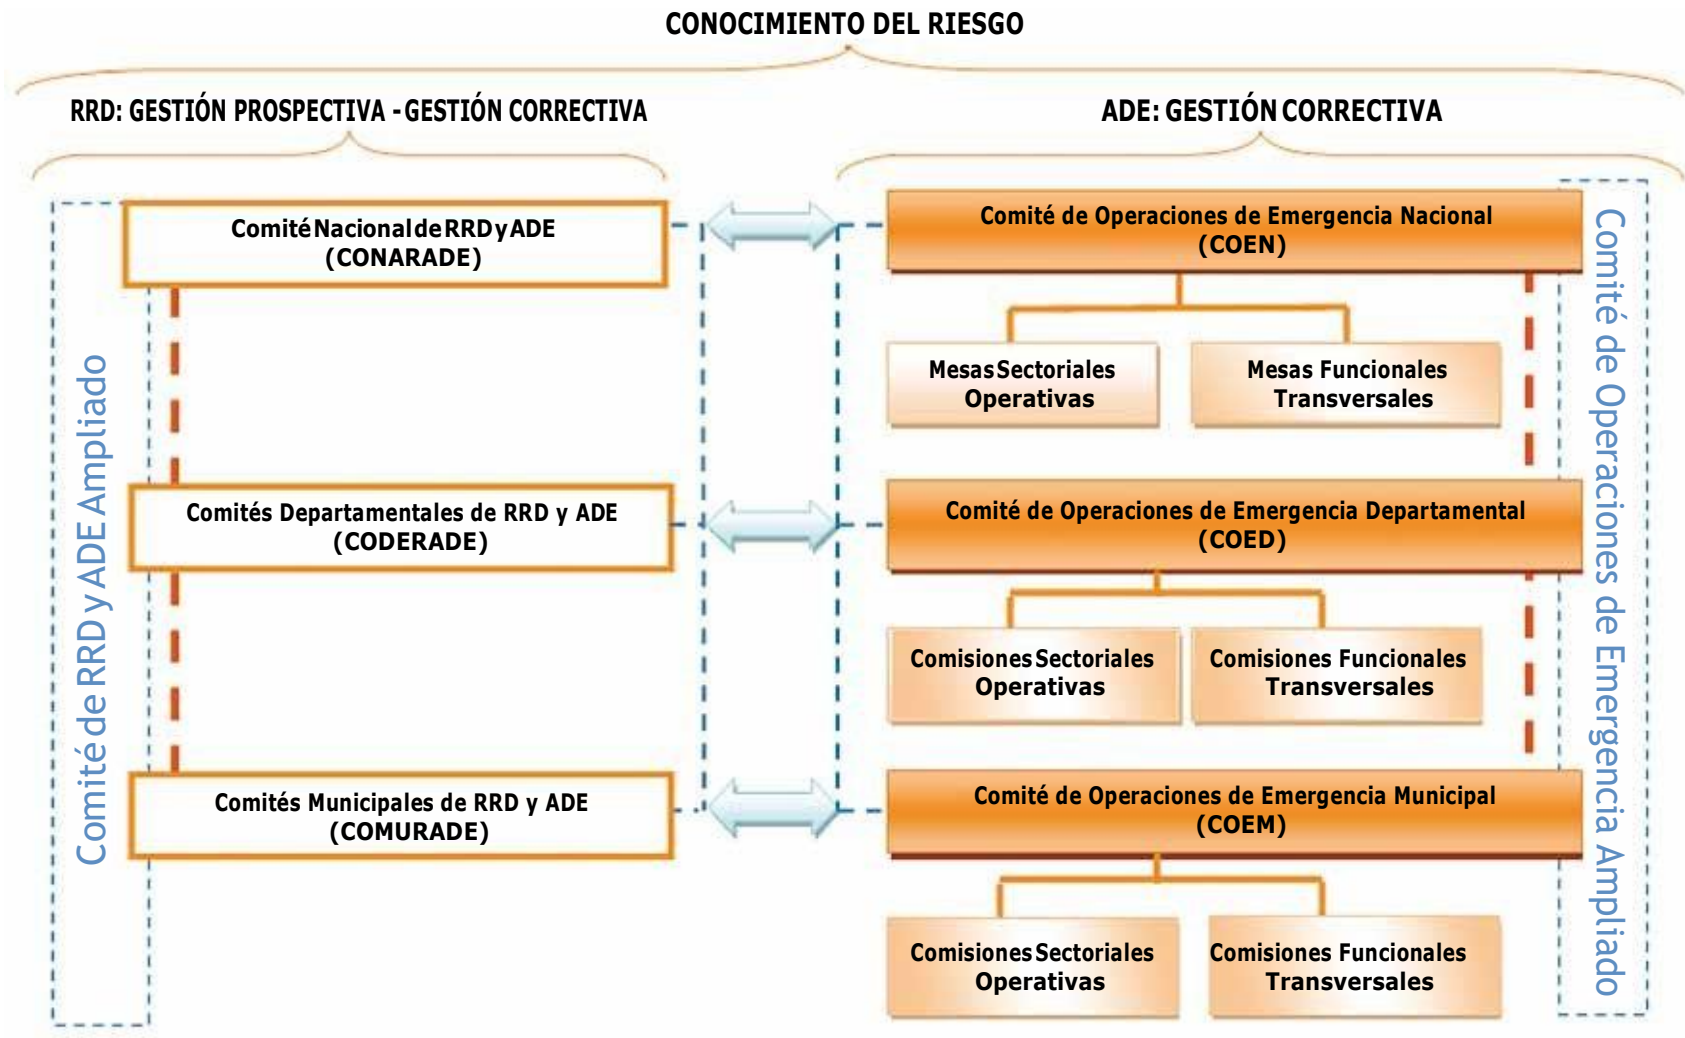 CONOCIMIENTO DEL RIESGO
RRD: GESTIÓN PROSPECTIVA - GESTIÓN CORRECTIVA
ADE: GESTIÓN CORRECTIVA
Comité de RRD y ADE Ampliado
Comité Nacional de RRD y ADE
(CONARADE)
Comité de Operaciones de Emergencia Nacional
(COEN)
Mesas Sectoriales
Operativas
Mesas Funcionales
Transversales
Comités Departamentales de RRD y ADE
(CODERADE)
Comité de Operaciones de Emergencia Departamental
(COED)
Comisiones Sectoriales
Operativas
Comisiones Funcionales
Transversales
Comités Municipales de RRD y ADE
(COMURADE)
Comité de Operaciones de Emergencia Municipal
(COEM)
Comisiones Sectoriales
Operativas
Comisiones Funcionales
Transversales
Comité de Operaciones de Emergencia Ampliado